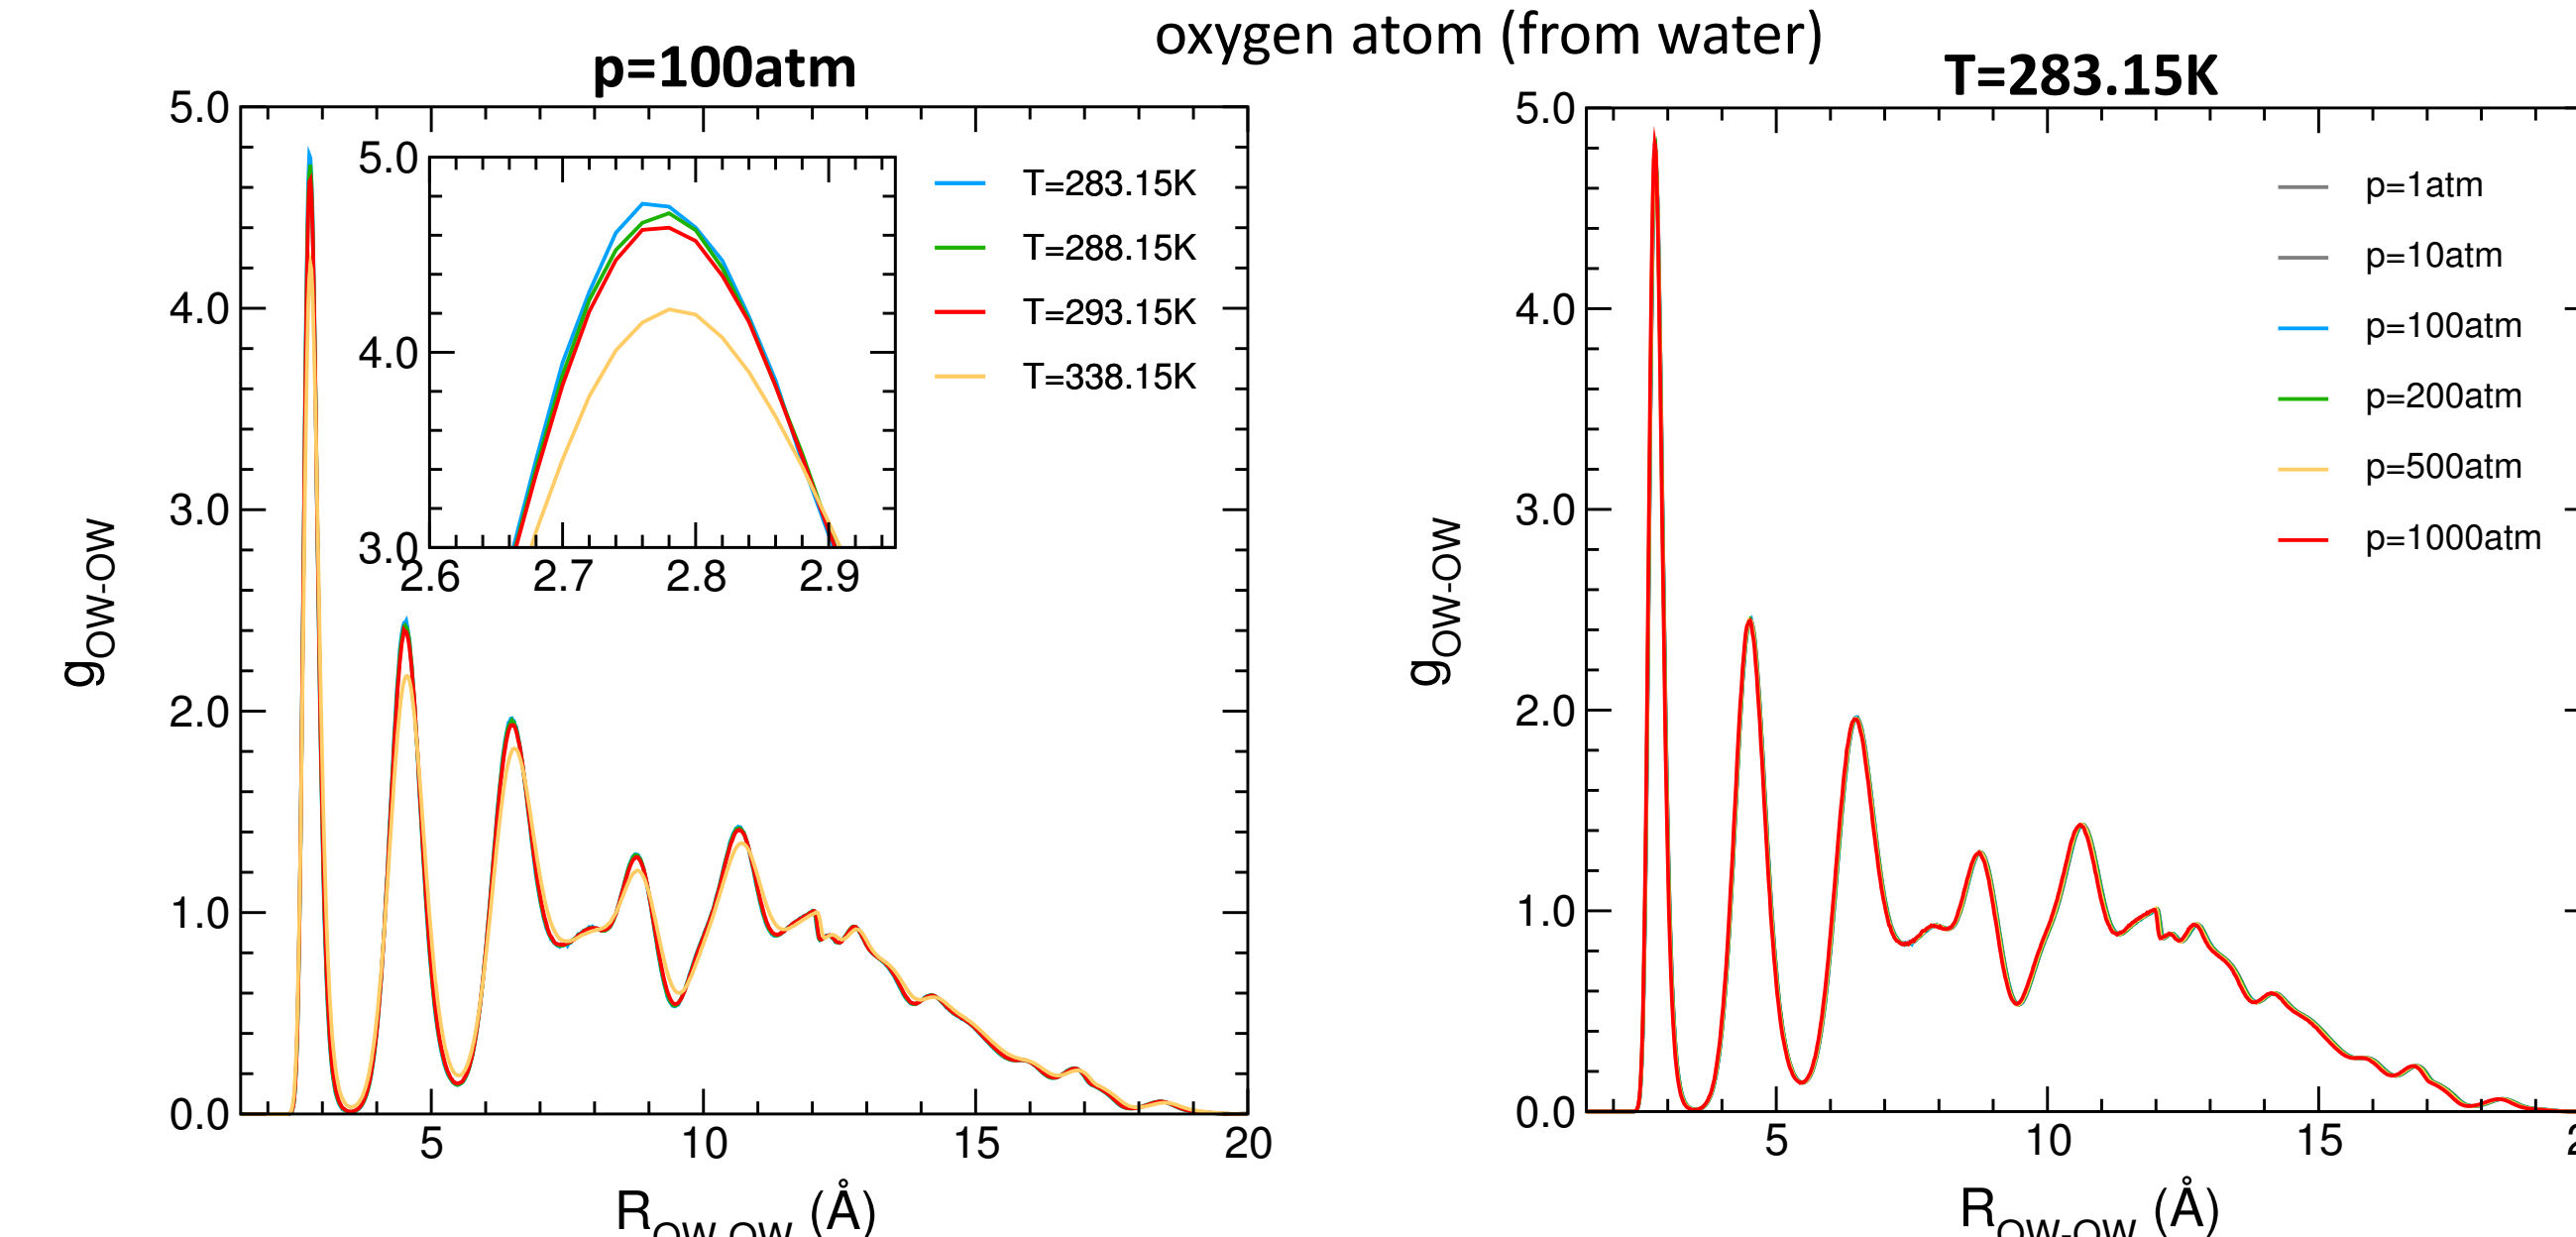 oxygen atom (from water)
p=100atm
T=283.15K
5.0
4.0
3.0
2.0
1.0
0.0
gOW-OW
5.0
4.0
3.0
2.6
2.7
2.8
2.9
T=283.15K
T=288.15K
T=293.15K
T=338.15K
5
10
15
20
ROW-OW (Å)
5.0
4.0
3.0
2.0
1.0
0.0
gOW-OW
p=1atm
p=10atm
p=100atm
p=200atm
p=500atm
p=1000atm
5
10
15
2
ROW-OW (Å)